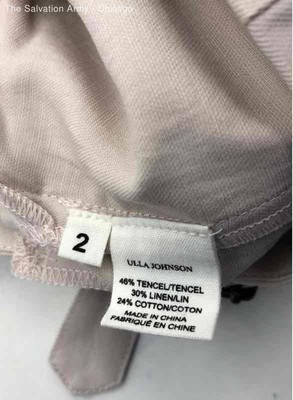 The Salvation Army - Chicago
2
ULLA JOHNSON
46% TENCEL/TENCEL
30% LINEN/LIN
24% COTTON/COTON
MADE IN CHINA
FABRIQUÉ EN CHINE